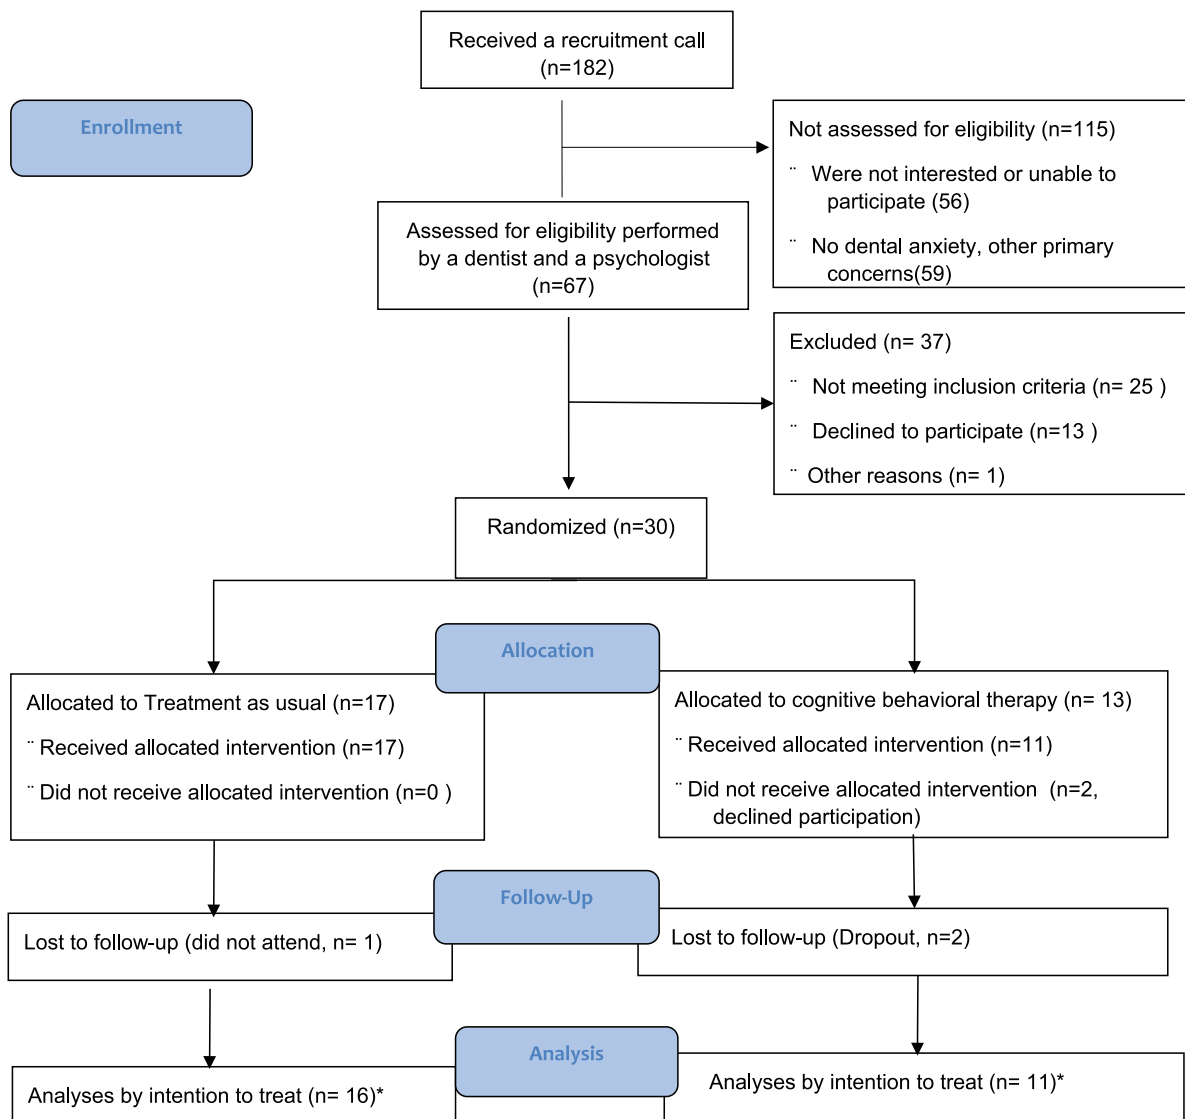 Received a recruitment call
(n=182)
Enrollment
Not assessed for eligibility (n=115)
¨ Were not interested or unable to
participate (56
¨ No dental anxiety, other primary
concerns(59)
Assessed for eligibility performed
by a dentist and a psychologist
(n=67)
Excluded (n= 37)
¨ Not meeting inclusion criteria (n= 25 )
¨ Declined to participate (n=13 )
¨ Other reasons (n= 1)
Randomized (n=30)
Allocation
Allocated to Treatment as usual (n=17)
¨ Received allocated intervention (n=17)
¨ Did not receive allocated intervention (n=0 )
Allocated to cognitive behavioral therapy (n= 13)
¨ Received allocated intervention (n=11)
¨ Did not receive allocated intervention (n=2,
declined participation)
Follow-Up
Lost to follow-up (did not attend, n= 1)
Lost to follow-up (Dropout, n=2)
Analysis
Analyses by intention to treat (n= 16)*
Analyses by intention to treat (n= 11)*